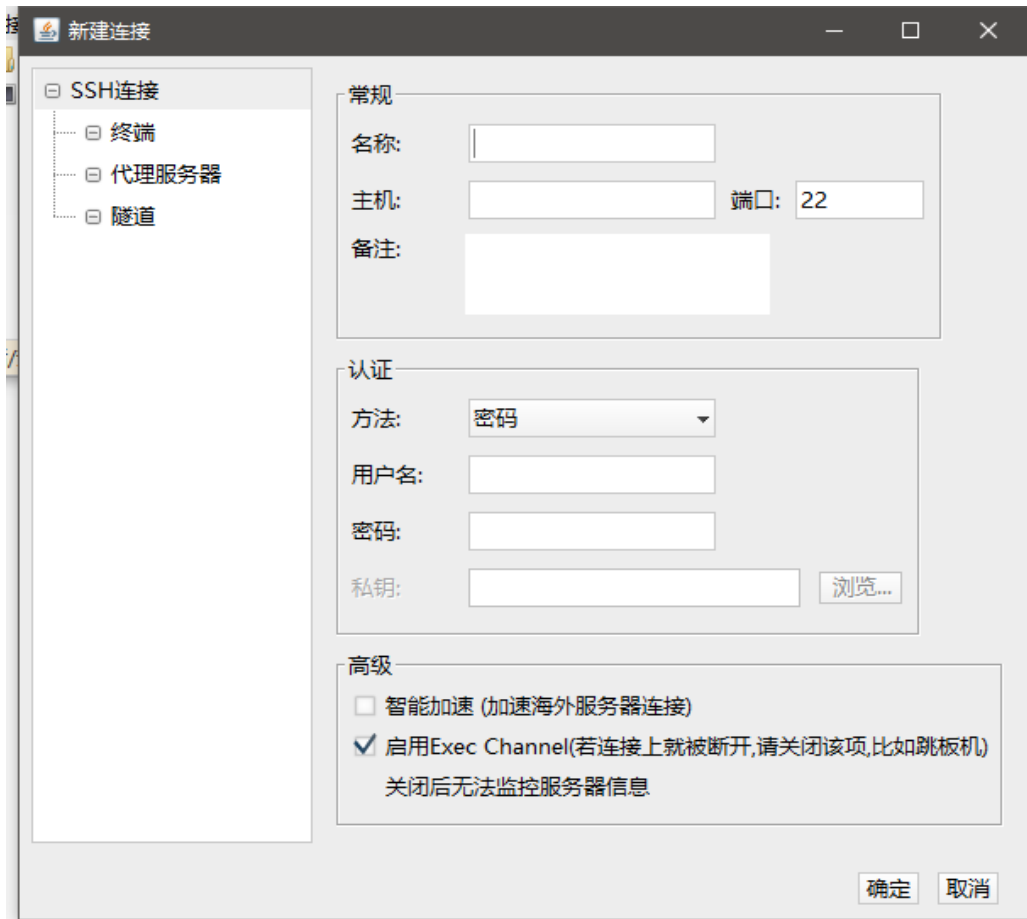 新建连接
SSH连接
终端
代理服务器
隧道
常规
名称:
主机:
端口: 22
备注:
认证
方法: 密码
用户名:
密码:
私钥: 浏览...
高级
智能加速 (加速海外服务器连接)
启用Exec Channel(若连接上就被断开,请关闭该项,比如跳板机)
关闭后无法监控服务器信息
确定 取消